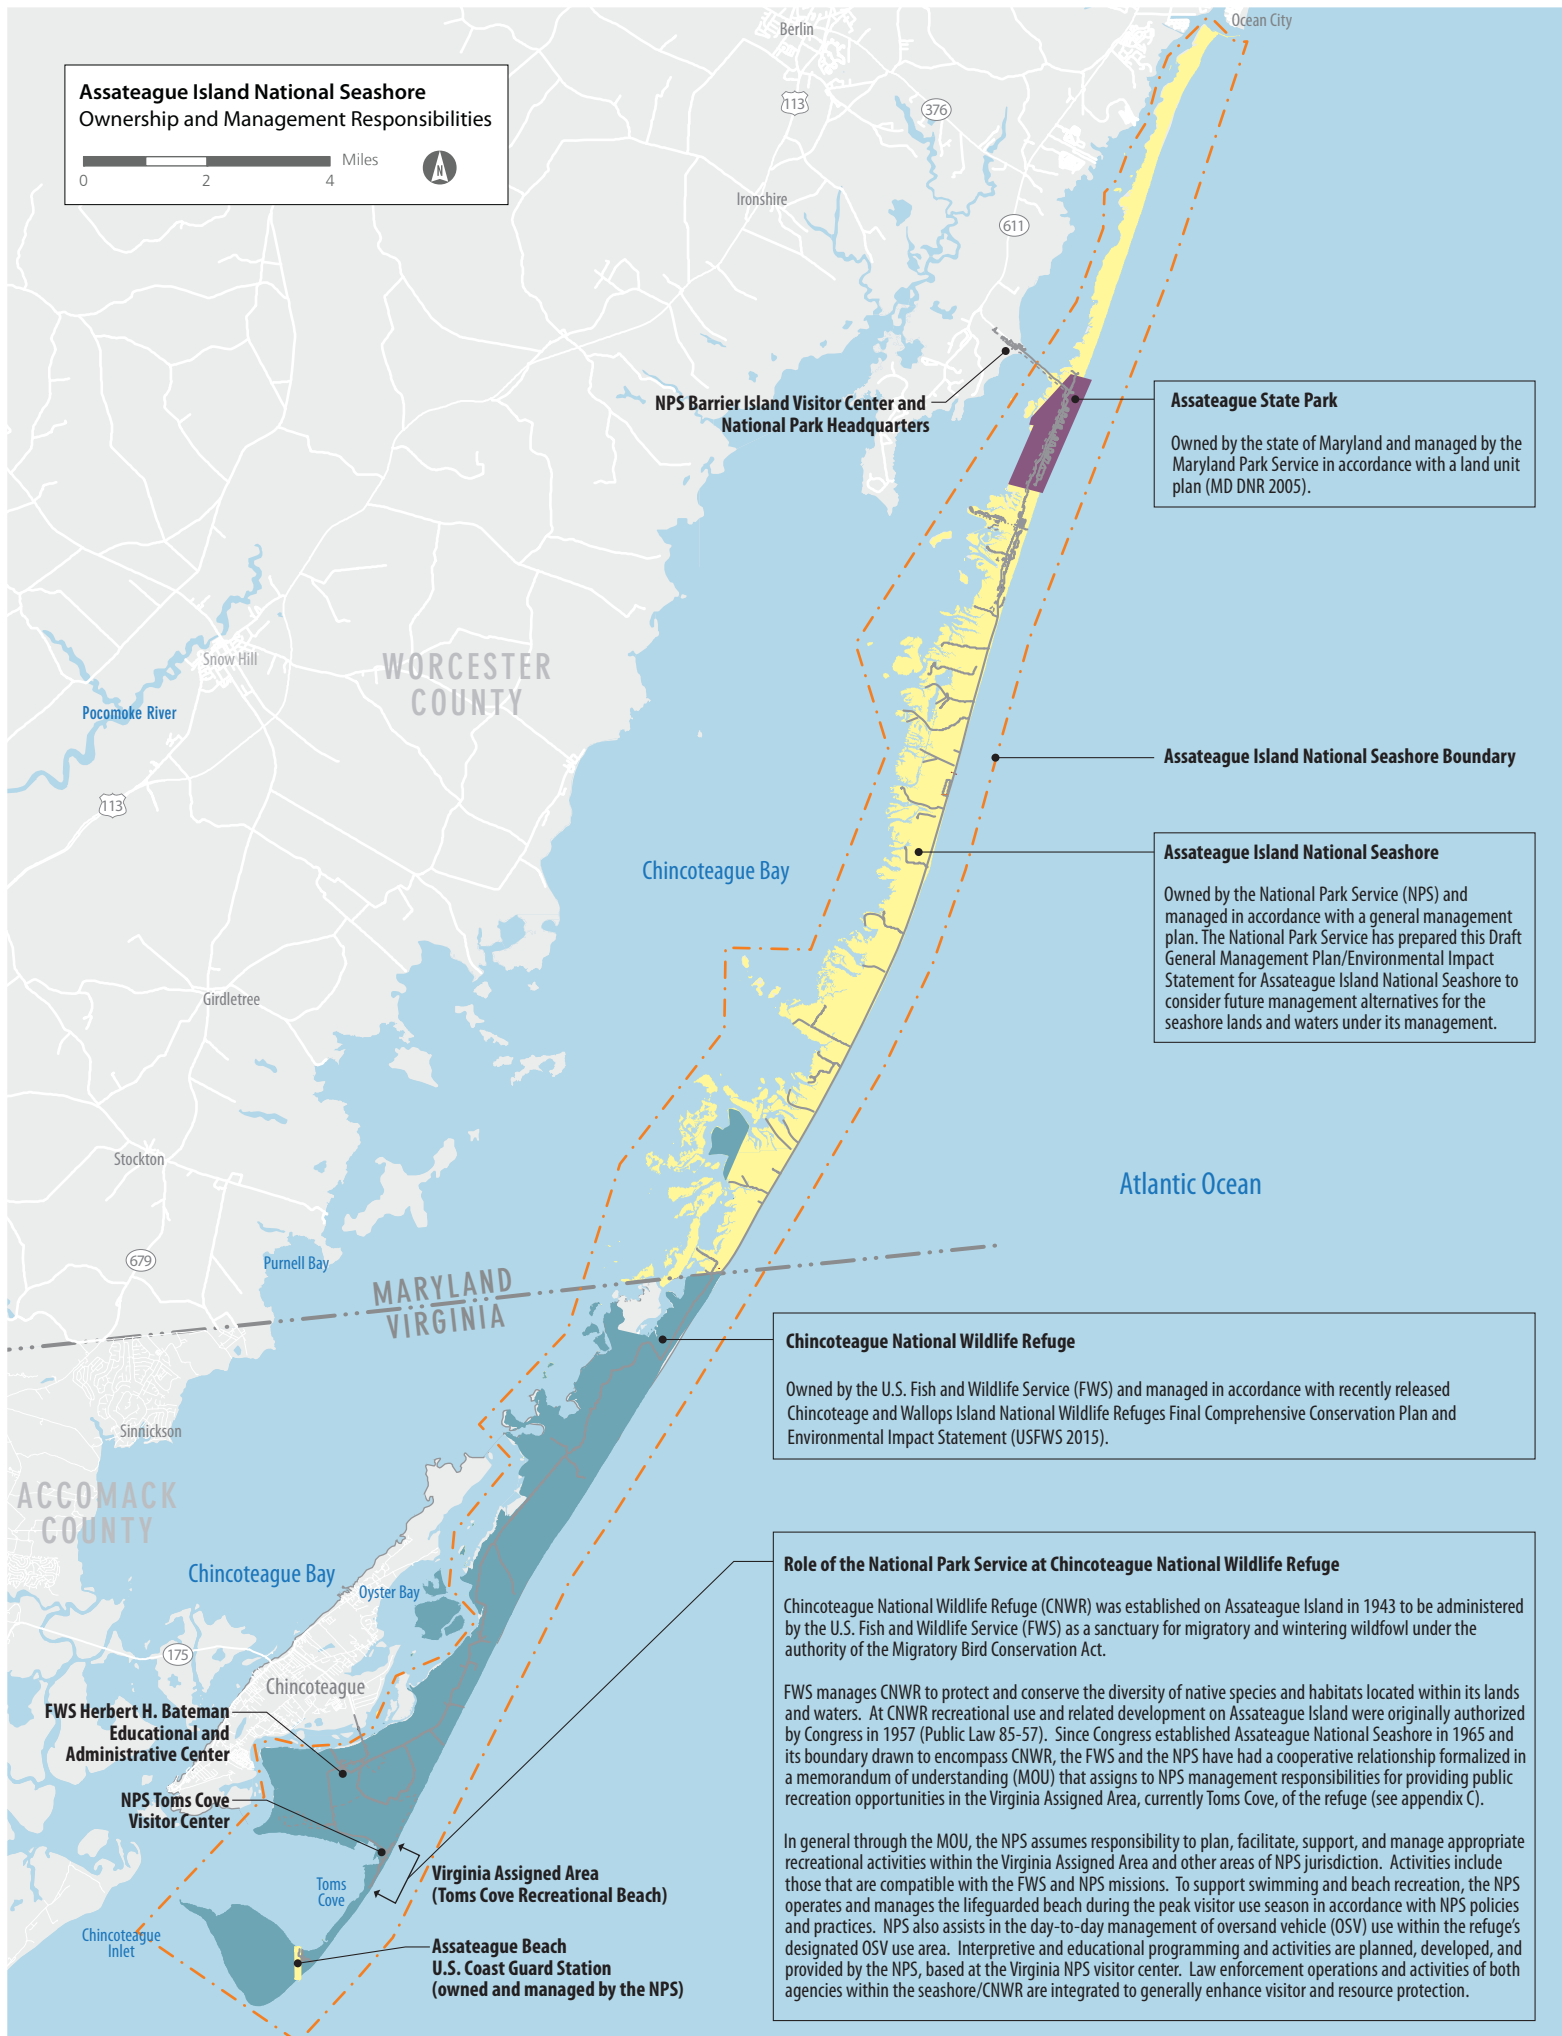 Ocean City
Berlin
Assateague Island National Seashore
Ownership and Management Responsibilities
Miles
0 2 4
N
113
376
Ironshire
611
NPS Barrier Island Visitor Center and
National Park Headquarters
Assateague State Park
Owned by the state of Maryland and managed by the
Maryland Park Service in accordance with a land unit
plan (MD DNR 2005).
Snow Hill
WORCESTER
COUNTY
Pocomoke River
113
Assateague Island National Seashore Boundary
Chincoteague Bay
Assateague Island National Seashore
Owned by the National Park Service (NPS) and
managed in accordance with a general management
plan. The National Park Service has prepared this Draft
General Management Plan/Environmental Impact
Statement for Assateague Island National Seashore to
consider future management alternatives for the
seashore lands and waters under its management.
Girdletree
Stockton
Atlantic Ocean
679
Purnell Bay
MARYLAND
VIRGINIA
Chincoteague National Wildlife Refuge
Owned by the U.S. Fish and Wildlife Service (FWS) and managed in accordance with recently released
Chincoteage and Wallops Island National Wildlife Refuges Final Comprehensive Conservation Plan and
Environmental Impact Statement (USFWS 2015).
Sinnickson
ACCOMACK
COUNTY
Chincoteague Bay
Oyster Bay
175
Chincoteague
Role of the National Park Service at Chincoteague National Wildlife Refuge
Chincoteague National Wildlife Refuge (CNWR) was established on Assateague Island in 1943 to be administered
by the U.S. Fish and Wildlife Service (FWS) as a sanctuary for migratory and wintering wildfowl under the
authority of the Migratory Bird Conservation Act.
FWS manages CNWR to protect and conserve the diversity of native species and habitats located within its lands
and waters. At CNWR recreational use and related development on Assateague Island were originally authorized
by Congress in 1957 (Public Law 85-57). Since Congress established Assateague National Seashore in 1965 and
its boundary drawn to encompass CNWR, the FWS and the NPS have had a cooperative relationship formalized in
a memorandum of understanding (MOU) that assigns to NPS management responsibilities for providing public
recreation opportunities in the Virginia Assigned Area, currently Toms Cove, of the refuge (see appendix C).
In general through the MOU, the NPS assumes responsibility to plan, facilitate, support, and manage appropriate
recreational activities within the Virginia Assigned Area and other areas of NPS jurisdiction. Activities include
those that are compatible with the FWS and NPS missions. To support swimming and beach recreation, the NPS
operates and manages the lifeguarded beach during the peak visitor use season in accordance with NPS policies
and practices. NPS also assists in the day-to-day management of oversand vehicle (OSV) use within the refuge's
designated OSV use area. Interpretive and educational programming and activities are planned, developed, and
provided by the NPS, based at the Virginia NPS visitor center. Law enforcement operations and activities of both
agencies within the seashore/CNWR are integrated to generally enhance visitor and resource protection.
FWS Herbert H. Bateman
Educational and
Administrative Center
NPS Toms Cove
Visitor Center
Virginia Assigned Area
(Toms Cove Recreational Beach)
Toms
Cove
Chincoteague
Inlet
Assateague Beach
U.S. Coast Guard Station
(owned and managed by the NPS)